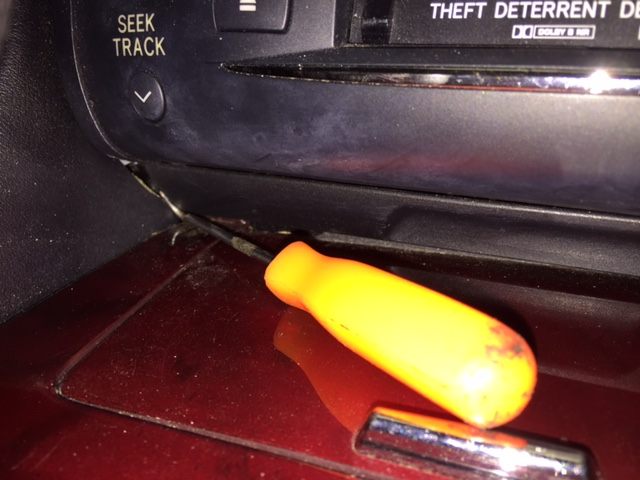 SEEK
TRACK
THEFT DETERRENT
DOLBY B NR